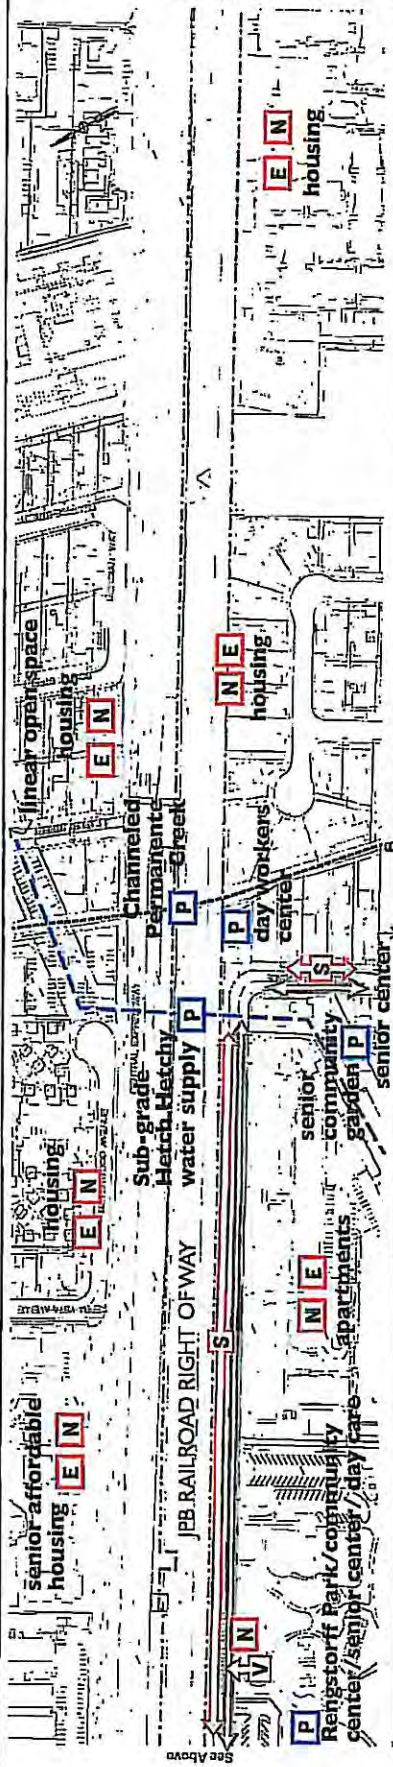 senior affordable
housing
E N
housing
E N
linear open space
housing
E N
Channeled
Permanente
Creek
P
Sub-grade
Hatch Hetchy
water supply P
JPB RAILROAD RIGHT OF WAY
See Above
S
V
N
P
Rengstorff Park/community
center/senior center/day care
N E
apartments
senior
community
garden P
senior center
S
P
day workers
center
N E
housing
E N
housing